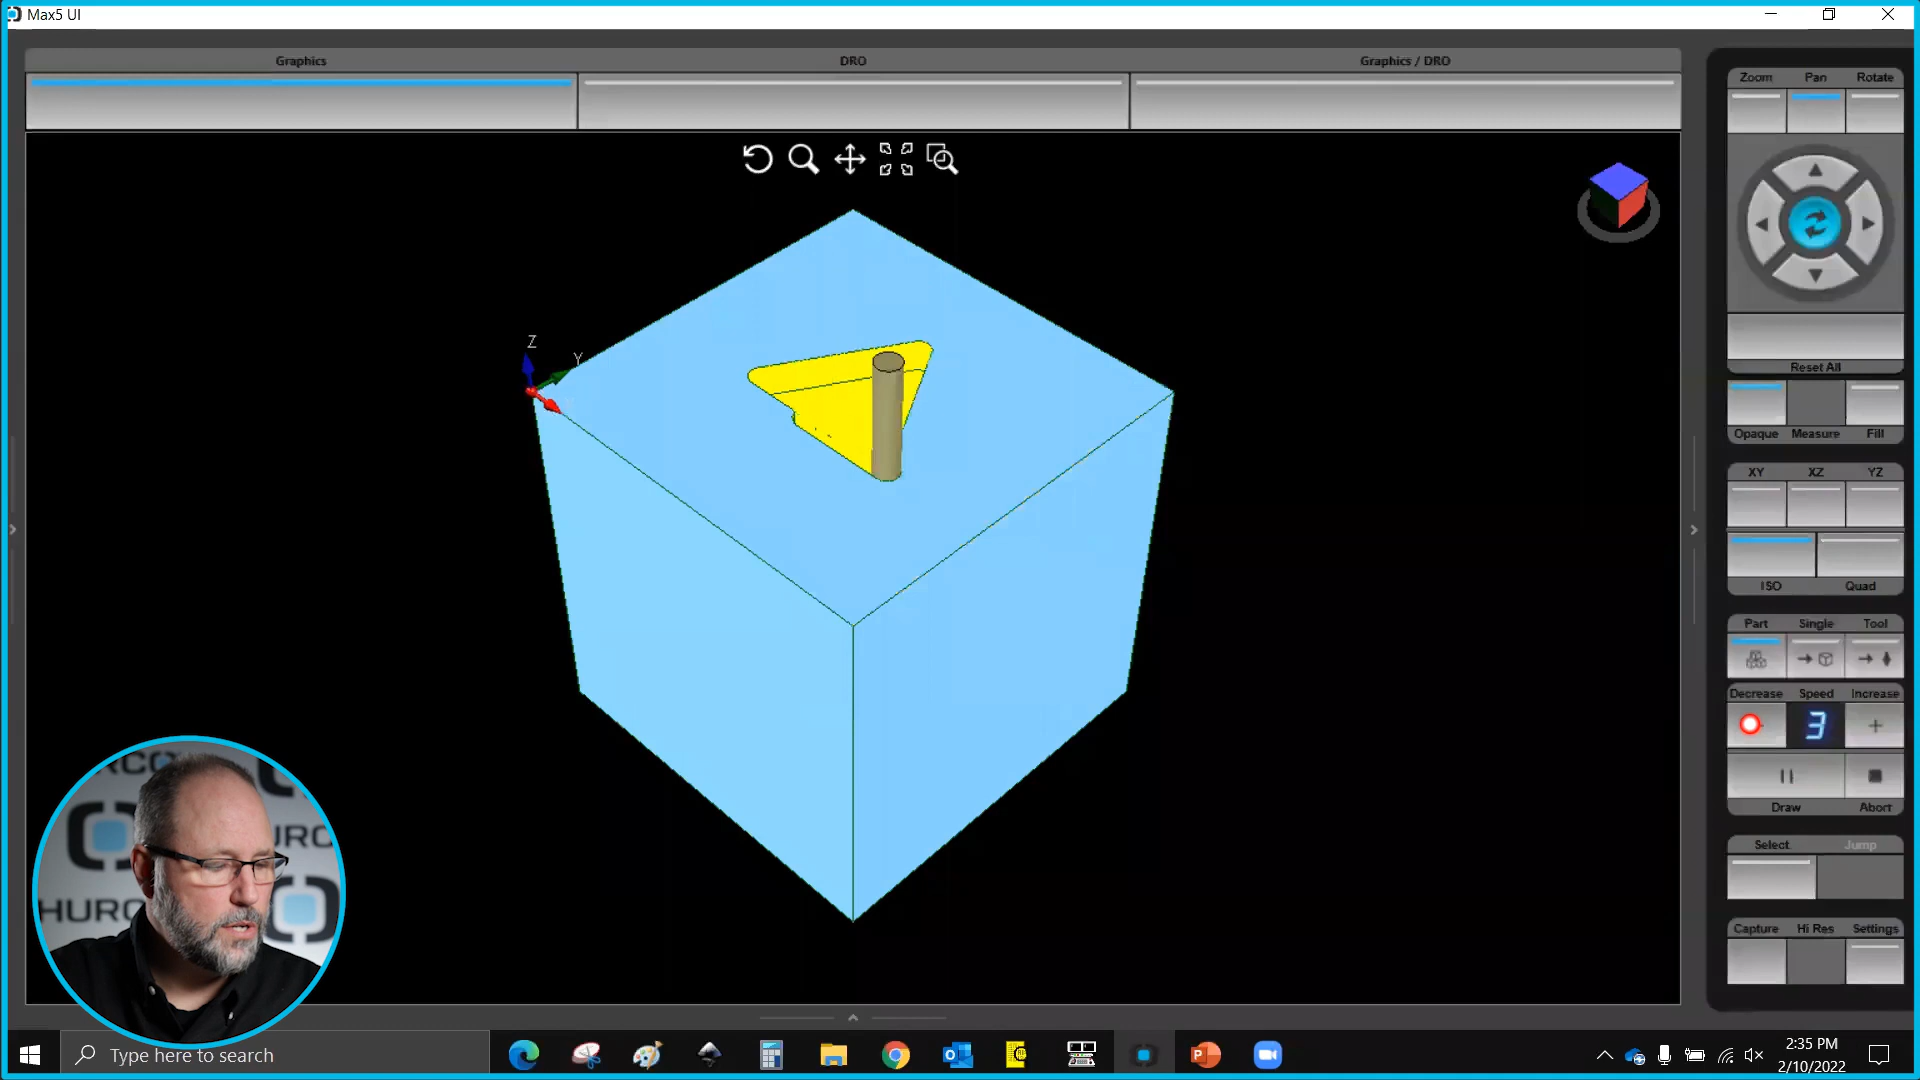 Max5 UI
Graphics
DRO
Graphics / DRO
Zoom
Pan
Rotate
Reset All
Opaque
Measure
Fill
XY
XZ
YZ
ISO
Quad
Part
Single
Tool
Decrease
Speed
Increase
3
Draw
Abort
Select
Jump
Capture
Hi Res
Settings
Z
Y
HURCO
Type here to search
2:35 PM
2/10/2022